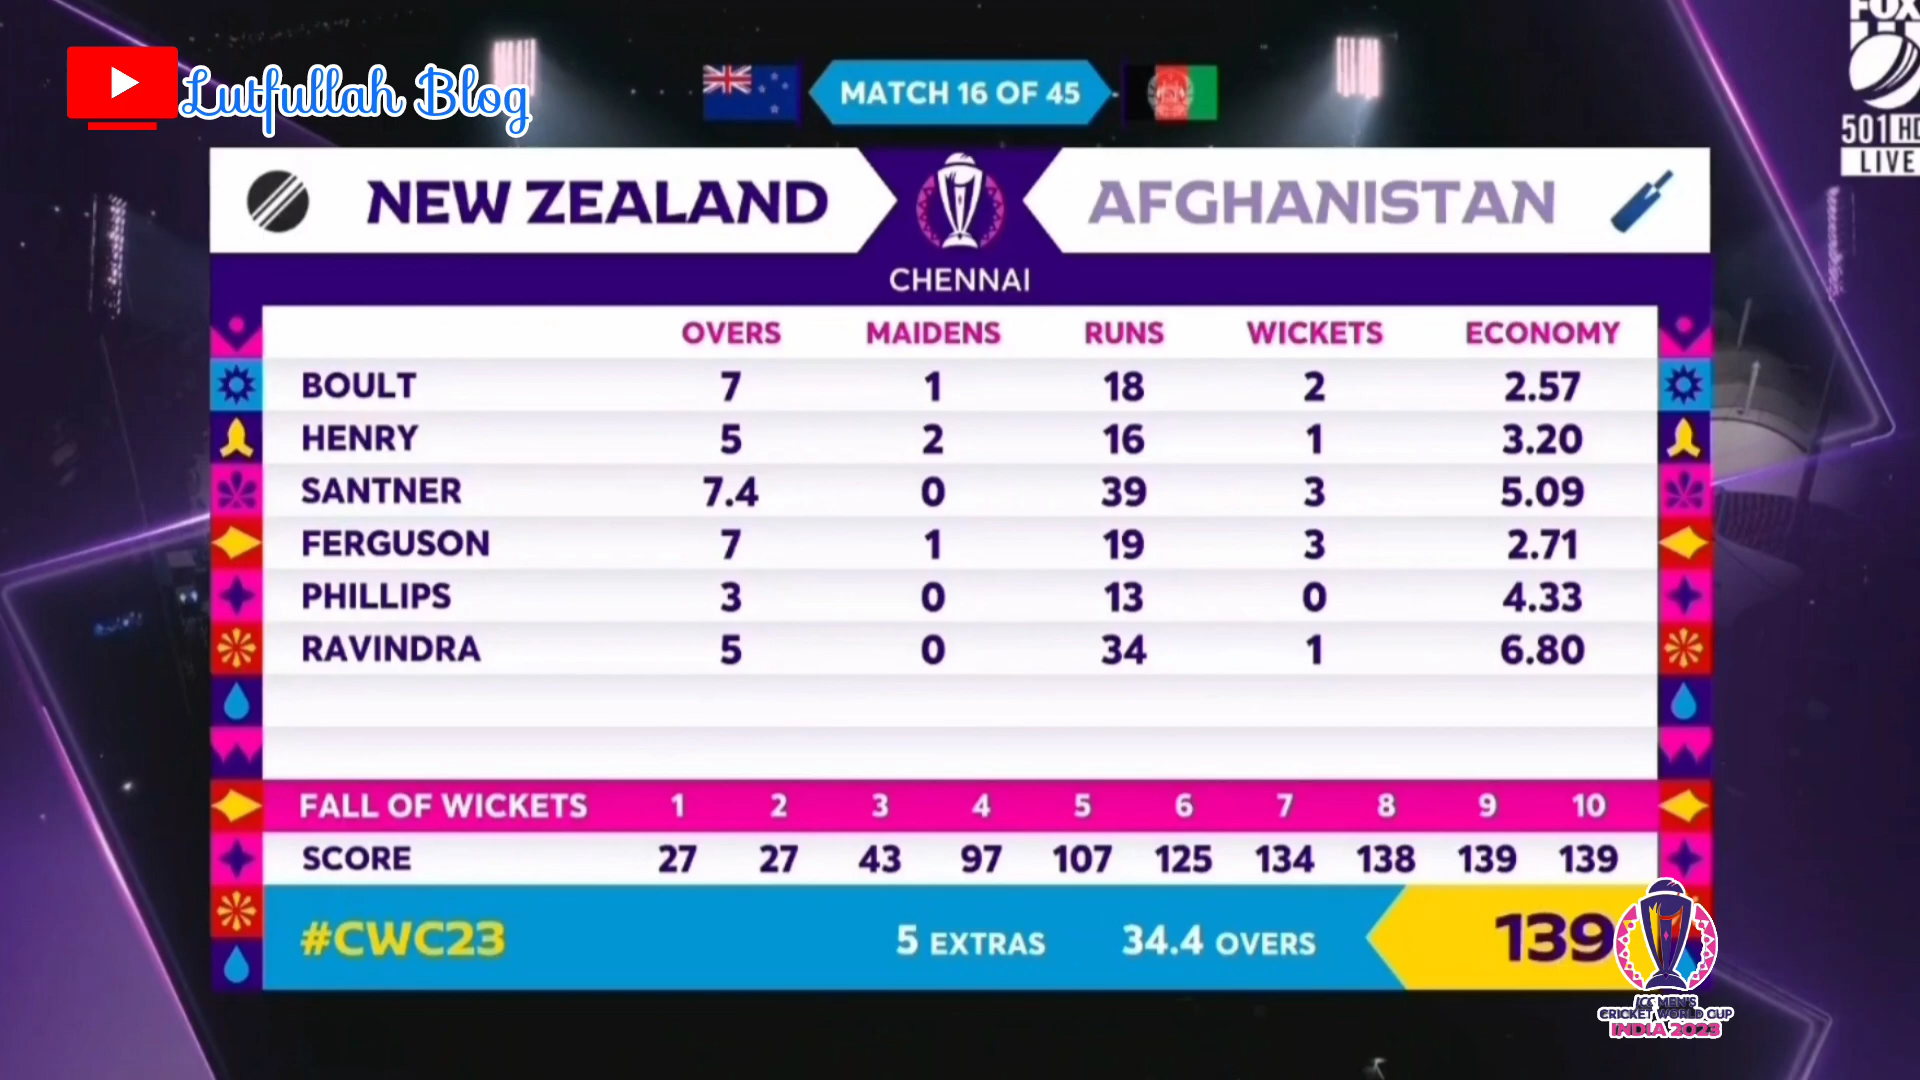 FOX
501 HD
LIVE
Lutfullah Blog
MATCH 16 OF 45
NEW ZEALAND AFGHANISTAN
CHENNAI
OVERS MAIDENS RUNS WICKETS ECONOMY
BOULT 7 1 18 2 2.57
HENRY 5 2 16 1 3.20
SANTNER 7.4 0 39 3 5.09
FERGUSON 7 1 19 3 2.71
PHILLIPS 3 0 13 0 4.33
RAVINDRA 5 0 34 1 6.80
FALL OF WICKETS 1 2 3 4 5 6 7 8 9 10
SCORE 27 27 43 97 107 125 134 138 139 139
#CWC23 5 EXTRAS 34.4 OVERS 139
ICC MEN'S
CRICKET WORLD CUP
INDIA 2023